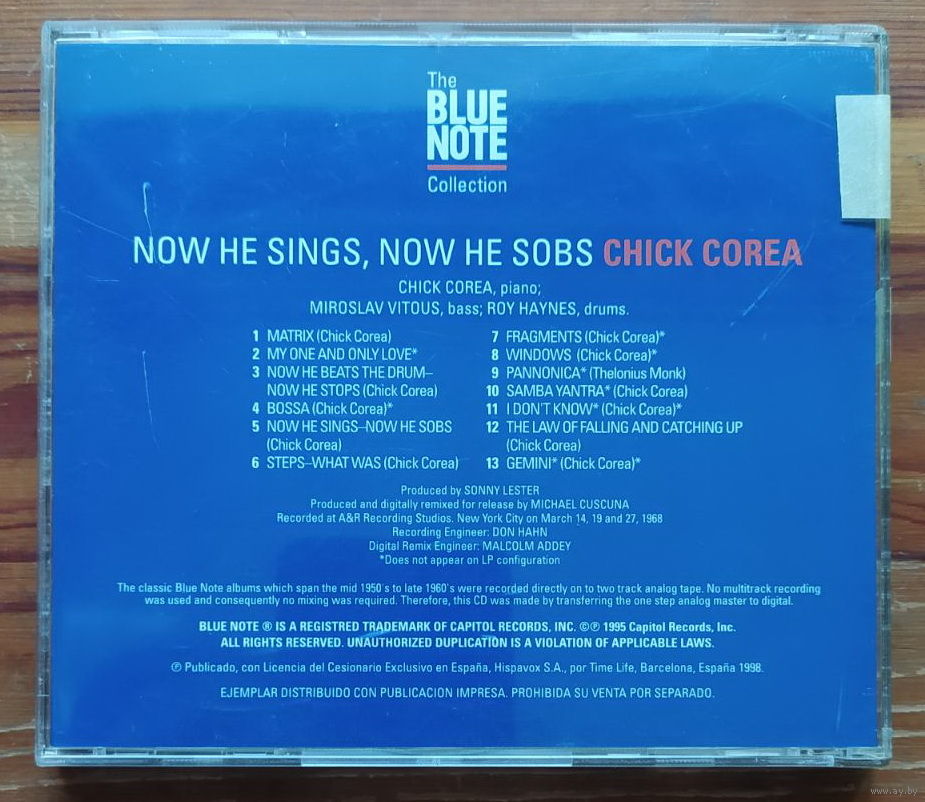 The
BLUE
NOTE
Collection
NOW HE SINGS, NOW HE SOBS CHICK COREA
CHICK COREA, piano;
MIROSLAV VITOUS, bass; ROY HAYNES, drums.
1 MATRIX (Chick Corea)
2 MY ONE AND ONLY LOVE*
3 NOW HE BEATS THE DRUM–
NOW HE STOPS (Chick Corea)
4 BOSSA (Chick Corea)*
5 NOW HE SINGS–NOW HE SOBS
(Chick Corea)
6 STEPS–WHAT WAS (Chick Corea)
7 FRAGMENTS (Chick Corea)*
8 WINDOWS (Chick Corea)*
9 PANNONICA* (Thelonius Monk)
10 SAMBA YANTRA* (Chick Corea)
11 I DON'T KNOW* (Chick Corea)*
12 THE LAW OF FALLING AND CATCHING UP
(Chick Corea)
13 GEMINI* (Chick Corea)*
Produced by SONNY LESTER
Produced and digitally remixed for release by MICHAEL CUSCUNA
Recorded at A&R Recording Studios. New York City on March 14, 19 and 27, 1968
Recording Engineer: DON HAHN
Digital Remix Engineer: MALCOLM ADDEY
*Does not appear on LP configuration
The classic Blue Note albums which span the mid 1950's to late 1960's were recorded directly on to two track analog tape. No multitrack recording
was used and consequently no mixing was required. Therefore, this CD was made by transferring the one step analog master to digital.
BLUE NOTE ® IS A REGISTRED TRADEMARK OF CAPITOL RECORDS, INC. ©℗ 1995 Capitol Records, Inc.
ALL RIGHTS RESERVED. UNAUTHORIZED DUPLICATION IS A VIOLATION OF APPLICABLE LAWS.
℗ Publicado, con Licencia del Cesionario Exclusivo en España, Hispavox S.A., por Time Life, Barcelona, España 1998.
EJEMPLAR DISTRIBUIDO CON PUBLICACION IMPRESA. PROHIBIDA SU VENTA POR SEPARADO.
www.ay.by